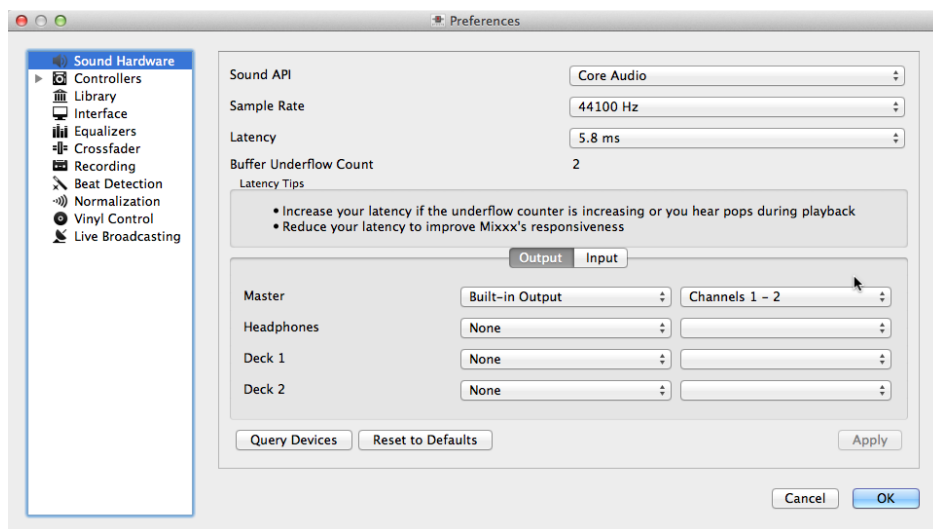 Preferences
Sound Hardware
Controllers
Library
Interface
Equalizers
Crossfader
Recording
Beat Detection
Normalization
Vinyl Control
Live Broadcasting
Sound API Core Audio
Sample Rate 44100 Hz
Latency 5.8 ms
Buffer Underflow Count 2
Latency Tips
• Increase your latency if the underflow counter is increasing or you hear pops during playback
• Reduce your latency to improve Mixxx's responsiveness
Output Input
Master Built-in Output Channels 1 - 2
Headphones None
Deck 1 None
Deck 2 None
Query Devices Reset to Defaults Apply
Cancel OK